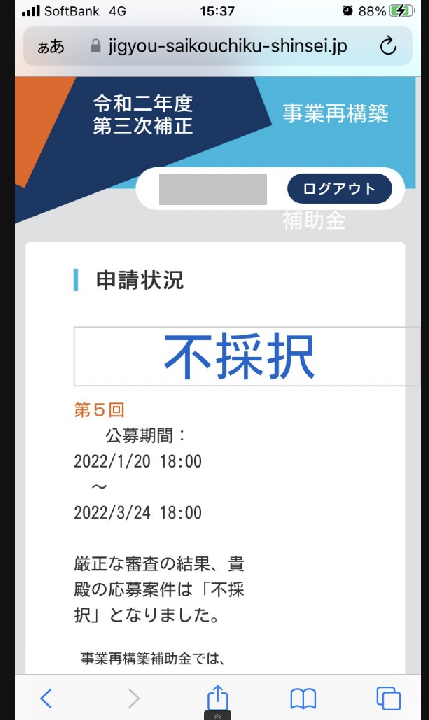 SoftBank 4G 15:37 88%
ぁあ jigyou-saikouchiku-shinsei.jp
令和二年度
第三次補正
事業再構築
ログアウト
補助金
申請状況
不採択
第５回
公募期間：
2022/1/20 18:00
～
2022/3/24 18:00
厳正な審査の結果、貴
殿の応募案件は「不採
択」となりました。
事業再構築補助金では、